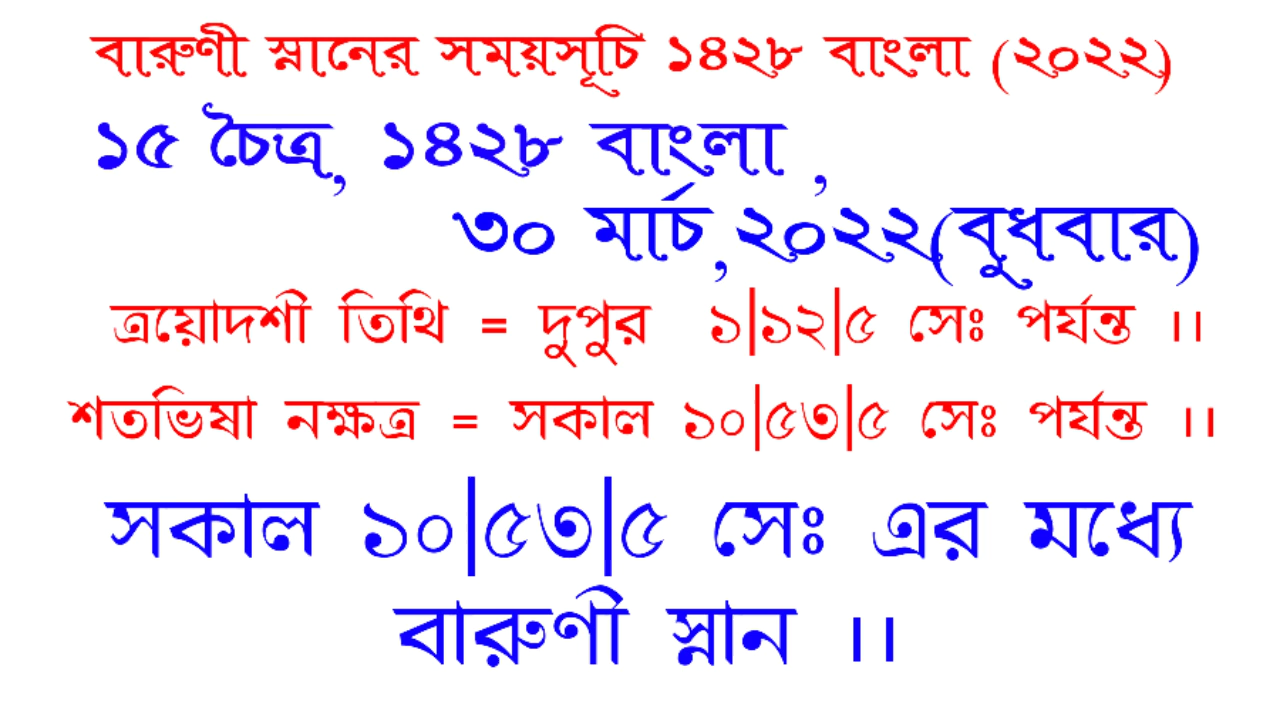 বারুণী স্নানের সময়সূচি ১৪২৮ বাংলা (২০২২)
১৫ চৈত্র, ১৪২৮ বাংলা ,
৩০ মার্চ,২০২২(বুধবার)
ত্রয়োদশী তিথি = দুপুর ১|১২|৫ সেঃ পর্যন্ত ।।
শতভিষা নক্ষত্র = সকাল ১০|৫৩|৫ সেঃ পর্যন্ত ।।
সকাল ১০|৫৩|৫ সেঃ এর মধ্যে
বারুণী স্নান ।।